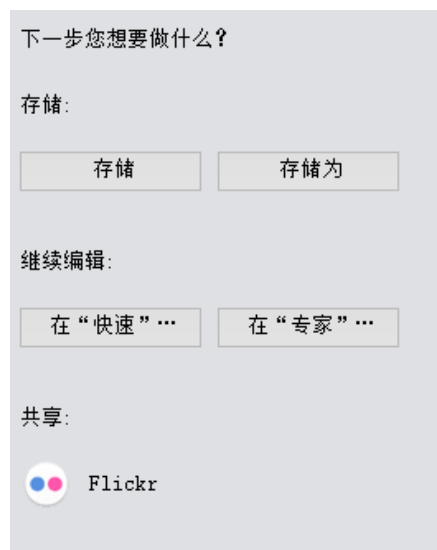 下一步您想要做什么?
存储:
存储 存储为
继续编辑:
在“快速”… 在“专家”…
共享:
Flickr